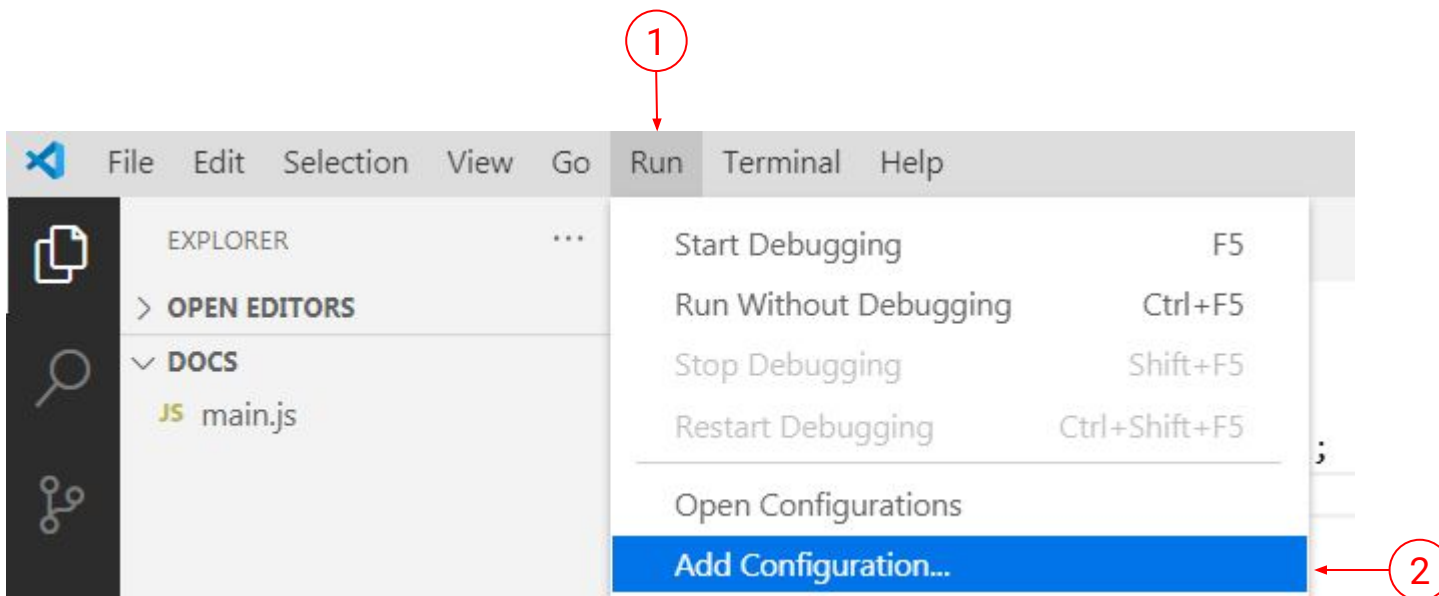 1
File Edit Selection View Go Run Terminal Help
EXPLORER ...
Start Debugging F5
> OPEN EDITORS
Run Without Debugging Ctrl+F5
DOCS
Stop Debugging Shift+F5
JS main.js
Restart Debugging Ctrl+Shift+F5
;
Open Configurations
Add Configuration...
2